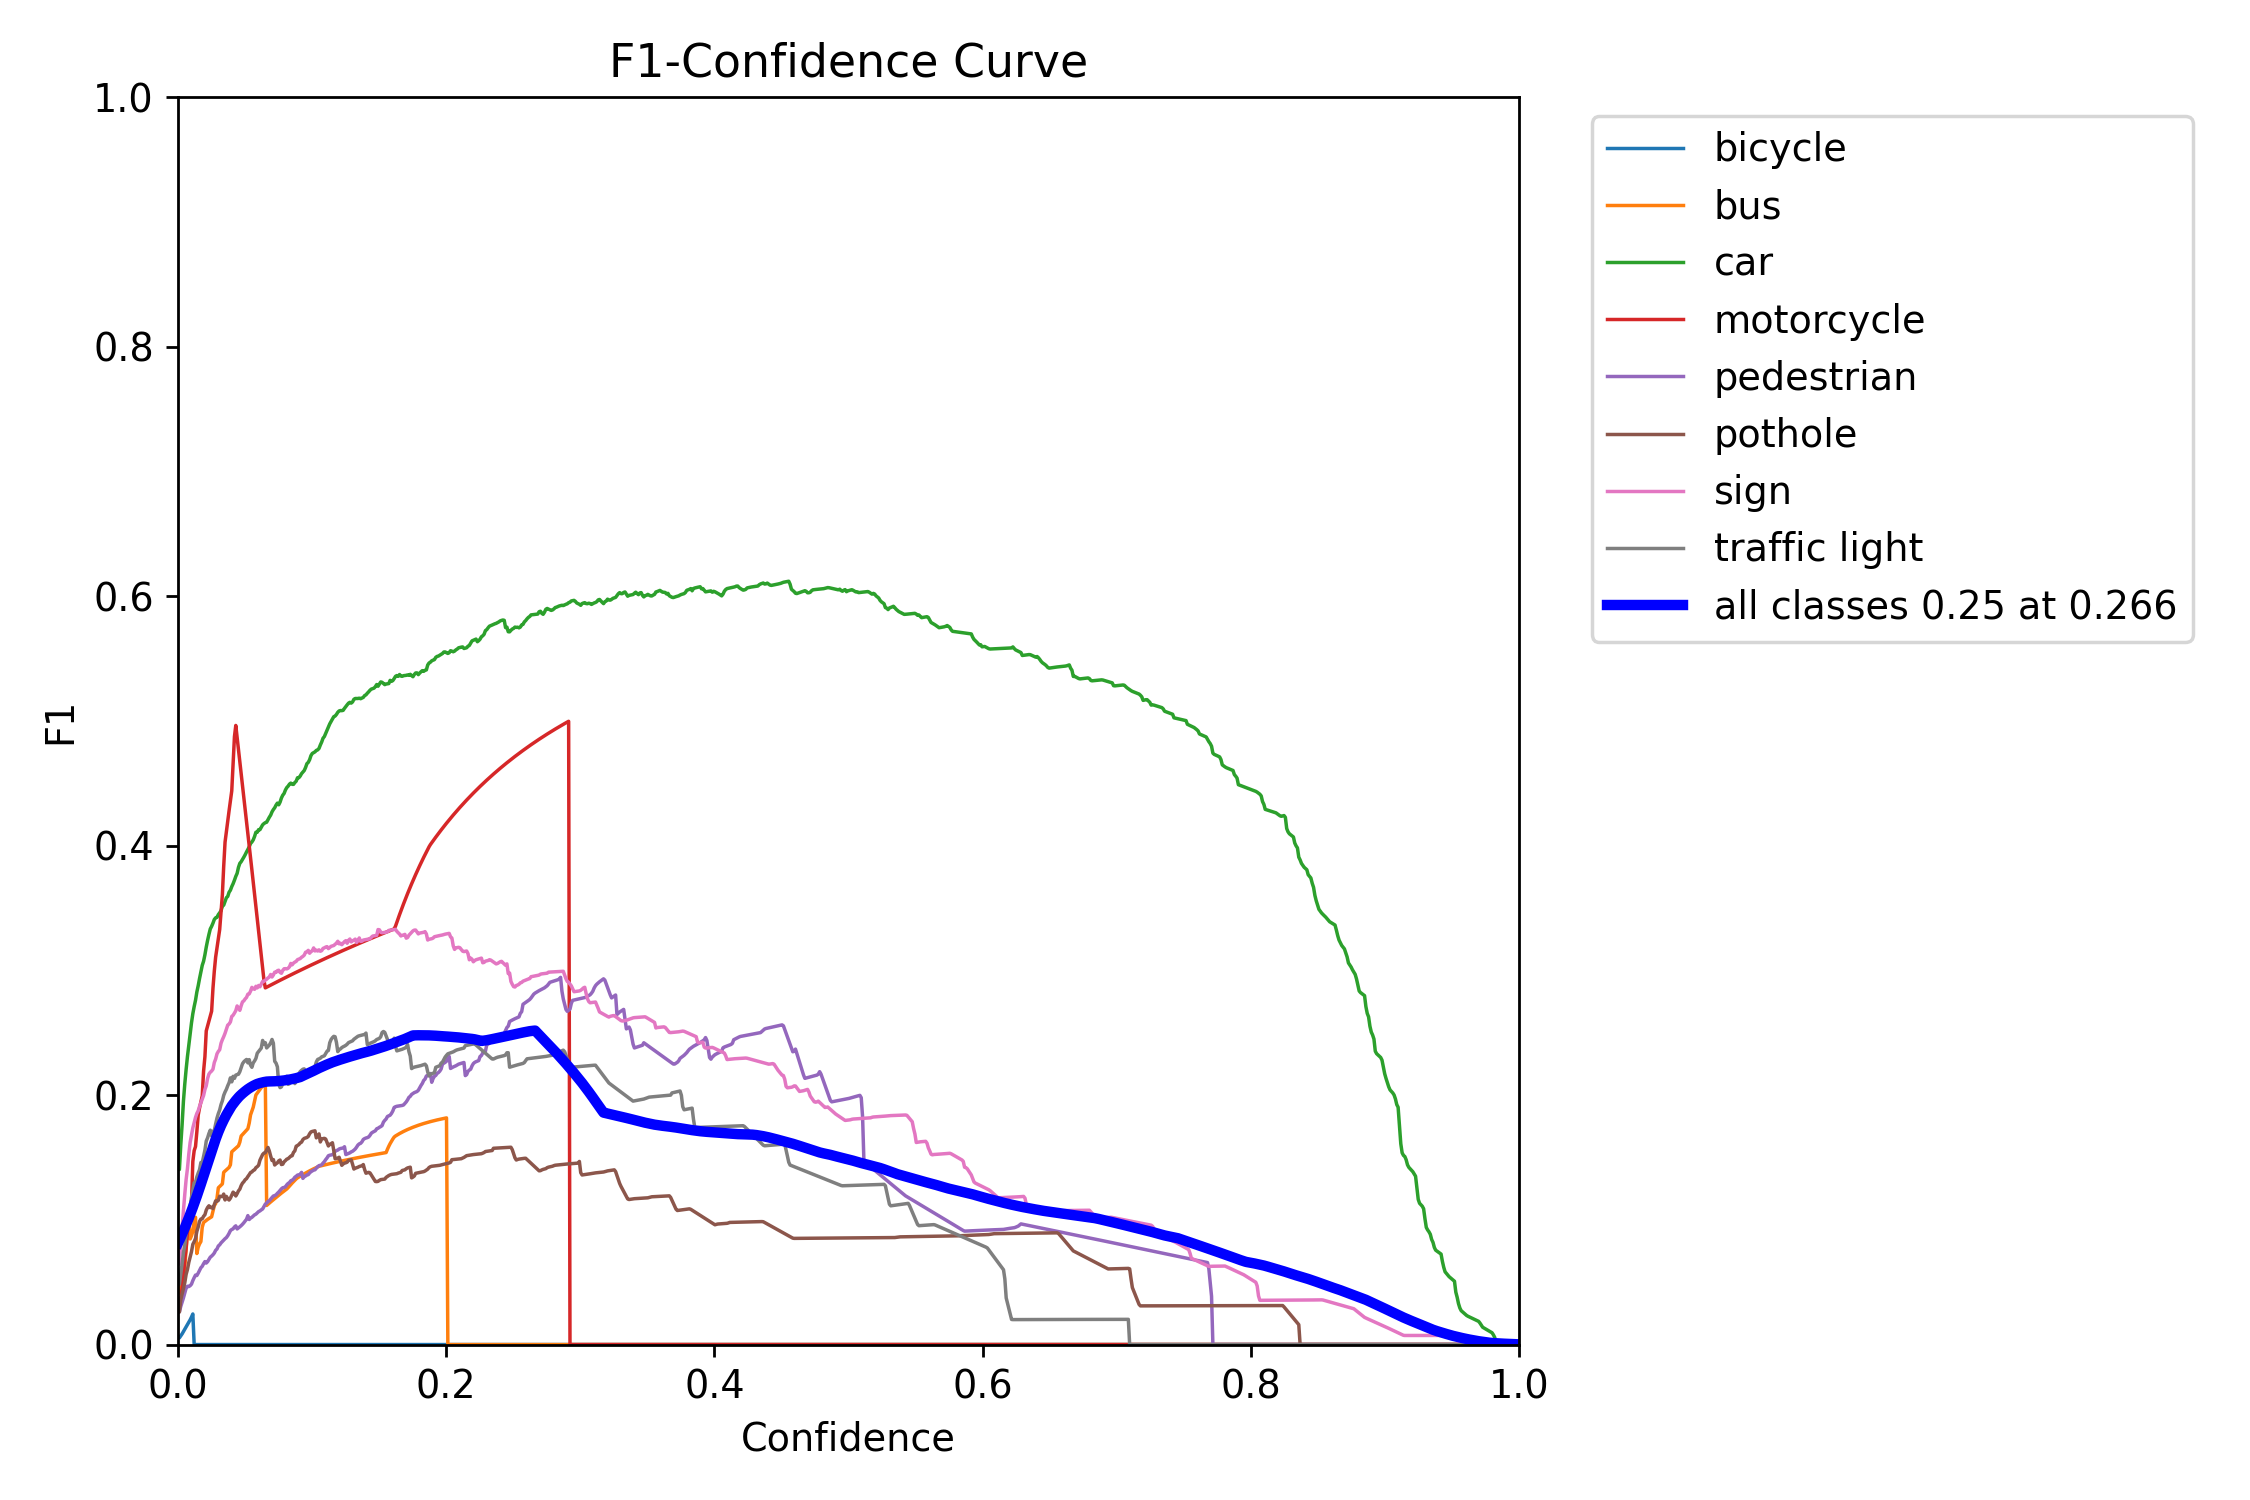 F1-Confidence Curve
1.0
0.8
0.6
0.4
0.2
0.0
F1
0.0 0.2 0.4 0.6 0.8 1.0
Confidence
bicycle
bus
car
motorcycle
pedestrian
pothole
sign
traffic light
all classes 0.25 at 0.266